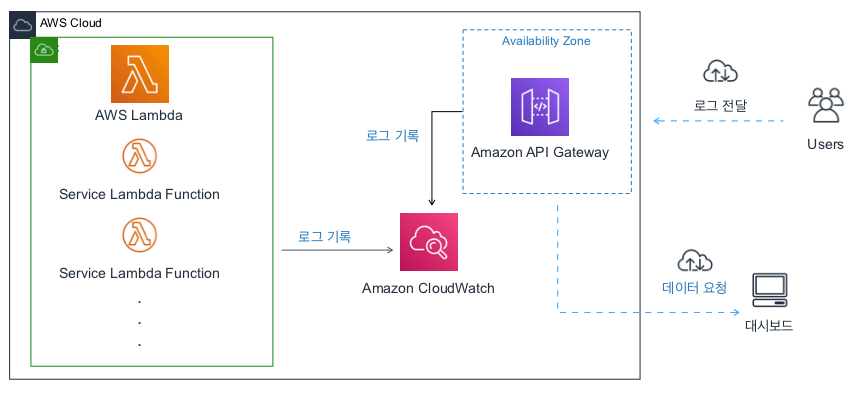 AWS Cloud
AWS Lambda
Service Lambda Function
Service Lambda Function
.
.
.
로그 기록
로그 기록
Amazon CloudWatch
Availability Zone
Amazon API Gateway
로그 전달
Users
데이터 요청
대시보드